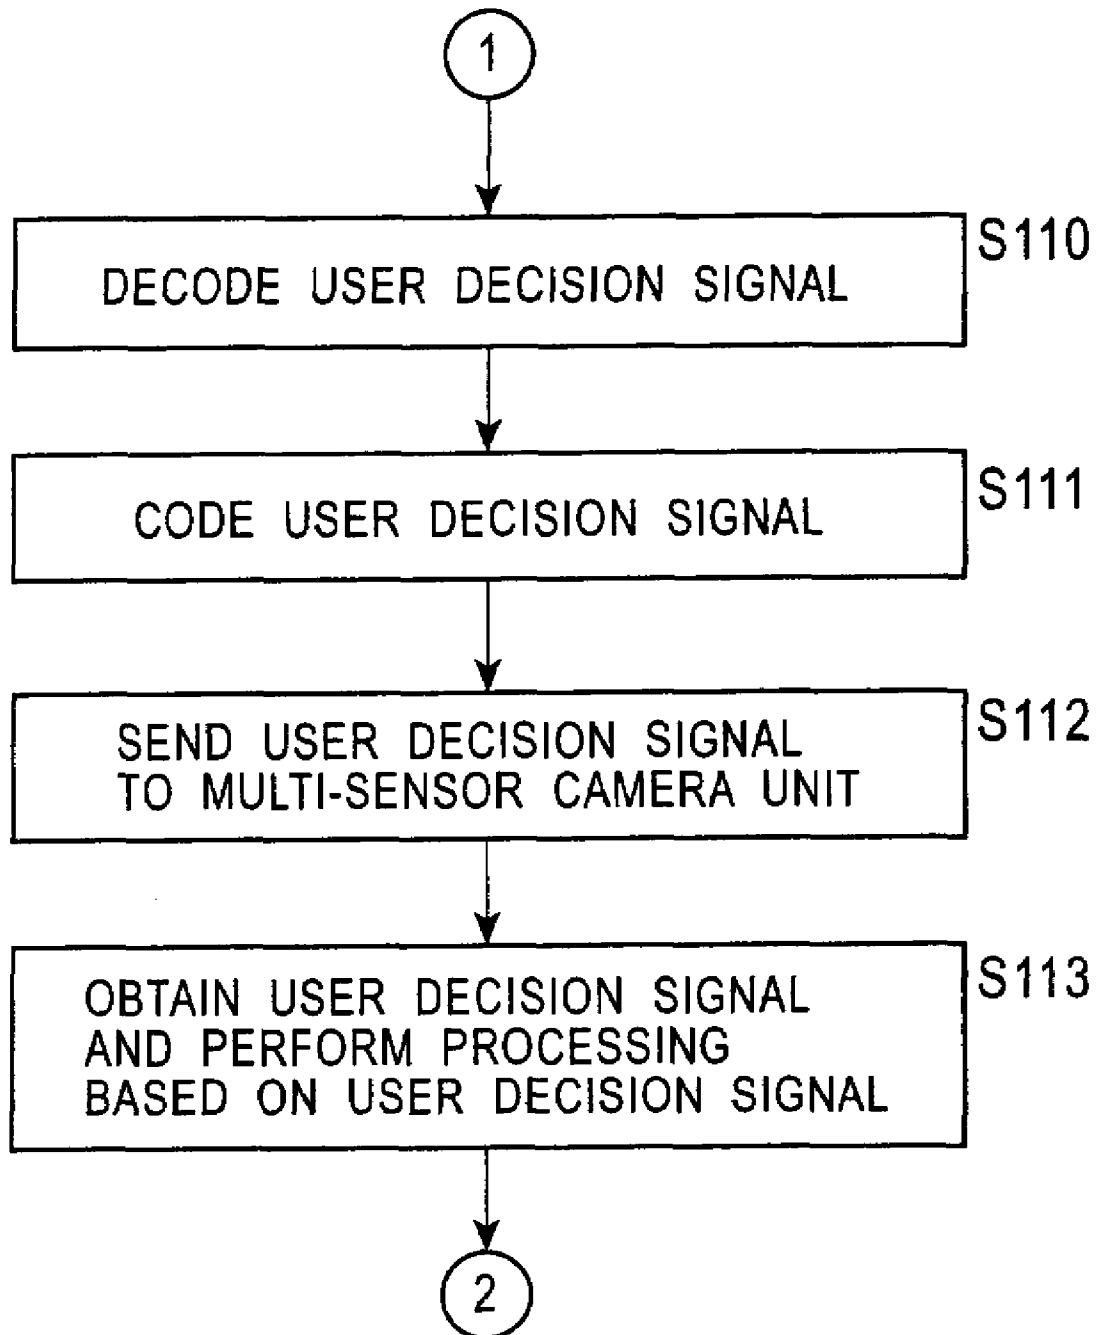 1
S110
DECODE USER DECISION SIGNAL
S111
CODE USER DECISION SIGNAL
S112
SEND USER DECISION SIGNAL
TO MULTI-SENSOR CAMERA UNIT
S113
OBTAIN USER DECISION SIGNAL
AND PERFORM PROCESSING
BASED ON USER DECISION SIGNAL
2